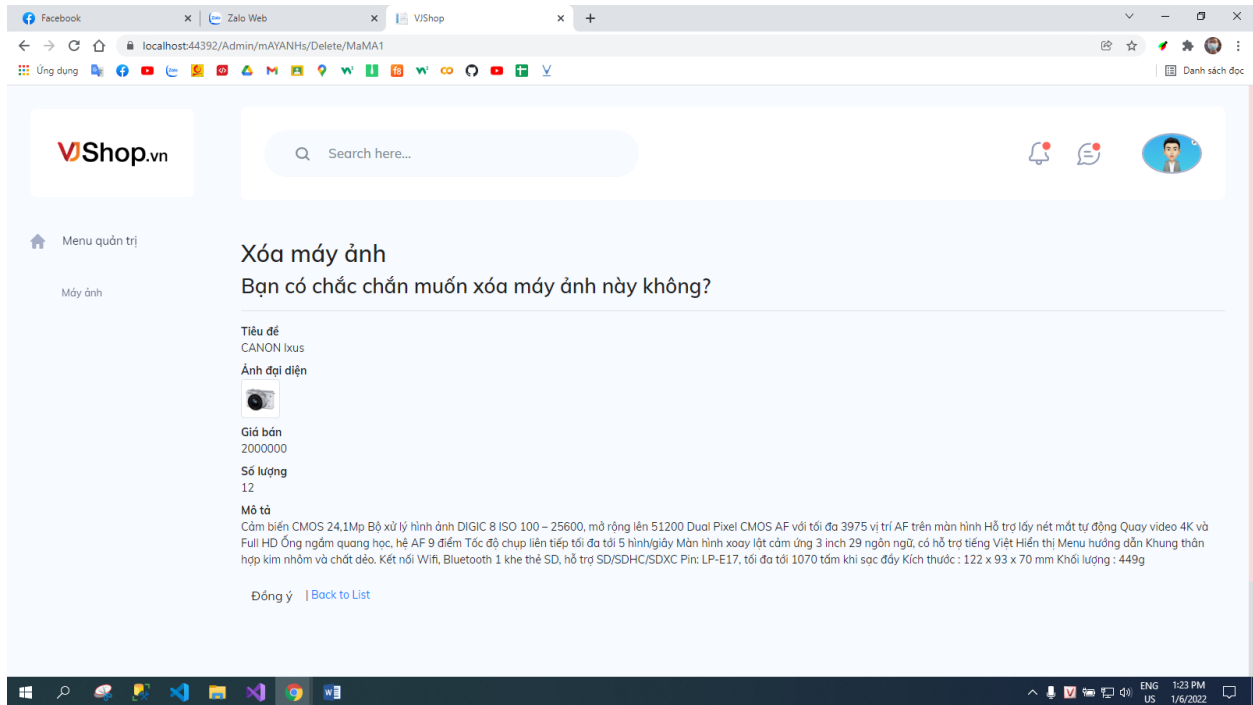 Facebook
Zalo Web
VJShop
localhost:44392/Admin/mAYANHs/Delete/MaMA1
Ứng dụng
Danh sách đọc
VJShop.vn
Search here...
Menu quản trị
Máy ảnh
Xóa máy ảnh
Bạn có chắc chắn muốn xóa máy ảnh này không?
Tiêu đề
CANON Ixus
Ảnh đại diện
Giá bán
2000000
Số lượng
12
Mô tả
Cảm biến CMOS 24,1Mp Bộ xử lý hình ảnh DIGIC 8 ISO 100 – 25600, mở rộng lên 51200 Dual Pixel CMOS AF với tối đa 3975 vị trí AF trên màn hình Hỗ trợ lấy nét mắt tự động Quay video 4K và
Full HD Ống ngắm quang học, hệ AF 9 điểm Tốc độ chụp liên tiếp tối đa tới 5 hình/giây Màn hình xoay lật cảm ứng 3 inch 29 ngôn ngữ, có hỗ trợ tiếng Việt Hiển thị Menu hướng dẫn Khung thân
hợp kim nhôm và chất dẻo. Kết nối Wifi, Bluetooth 1 khe thẻ SD, hỗ trợ SD/SDHC/SDXC Pin: LP-E17, tối đa tới 1070 tấm khi sạc đầy Kích thước : 122 x 93 x 70 mm Khối lượng : 449g
Đồng ý | Back to List
ENG
US
1:23 PM
1/6/2022